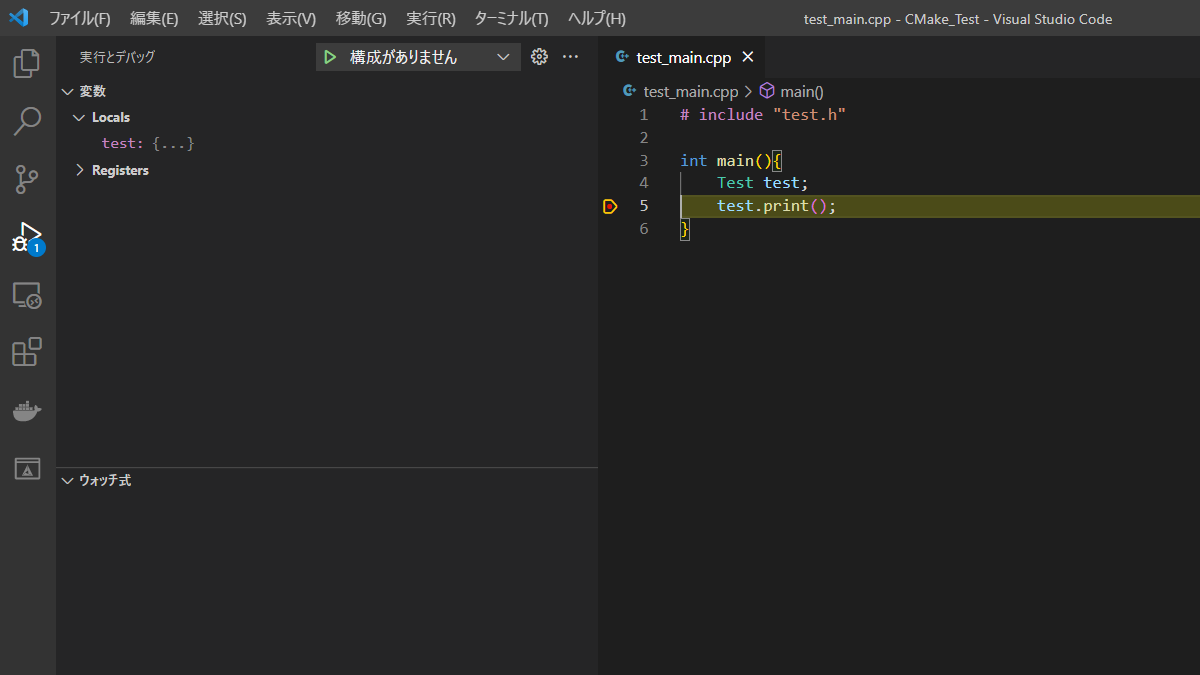 ファイル(F) 編集(E) 選択(S) 表示(V) 移動(G) 実行(R) ターミナル(T) ヘルプ(H) test_main.cpp - CMake_Test - Visual Studio Code
実行とデバッグ 構成がありません
変数
Locals
test: {...}
Registers
1
ウォッチ式
test_main.cpp
test_main.cpp > main()
1 # include "test.h"
2
3 int main(){
4 Test test;
5 test.print();
6 }